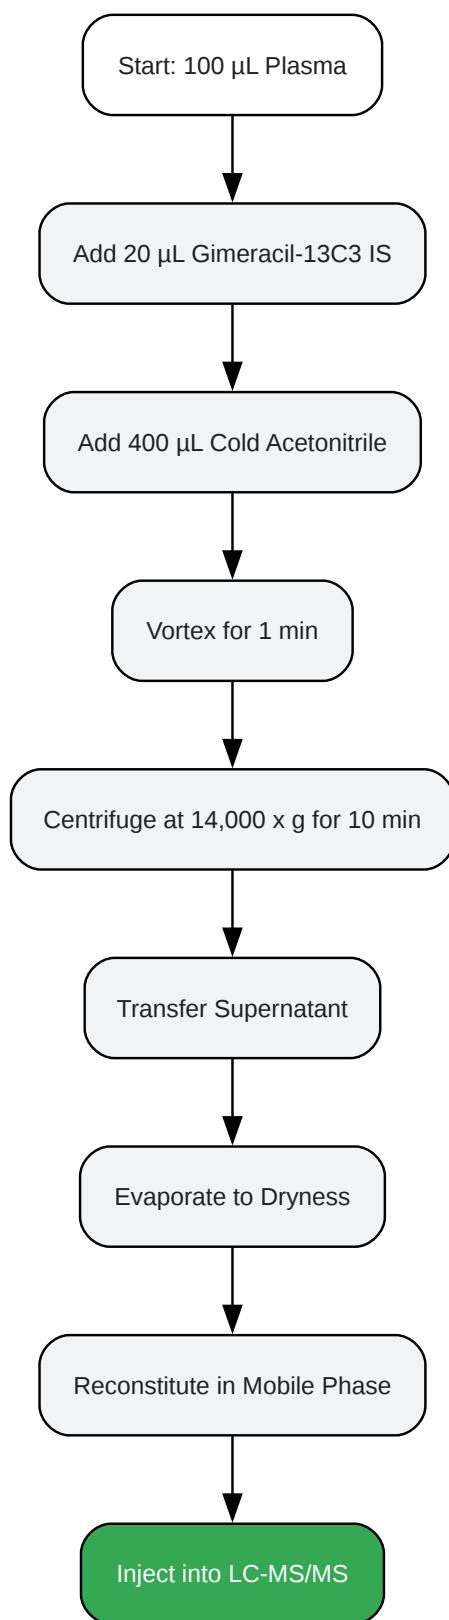 Start: 100 µL Plasma
Add 20 µL Gimeracil-13C3 IS
Add 400 µL Cold Acetonitrile
Vortex for 1 min
Centrifuge at 14,000 x g for 10 min
Transfer Supernatant
Evaporate to Dryness
Reconstitute in Mobile Phase
Inject into LC-MS/MS